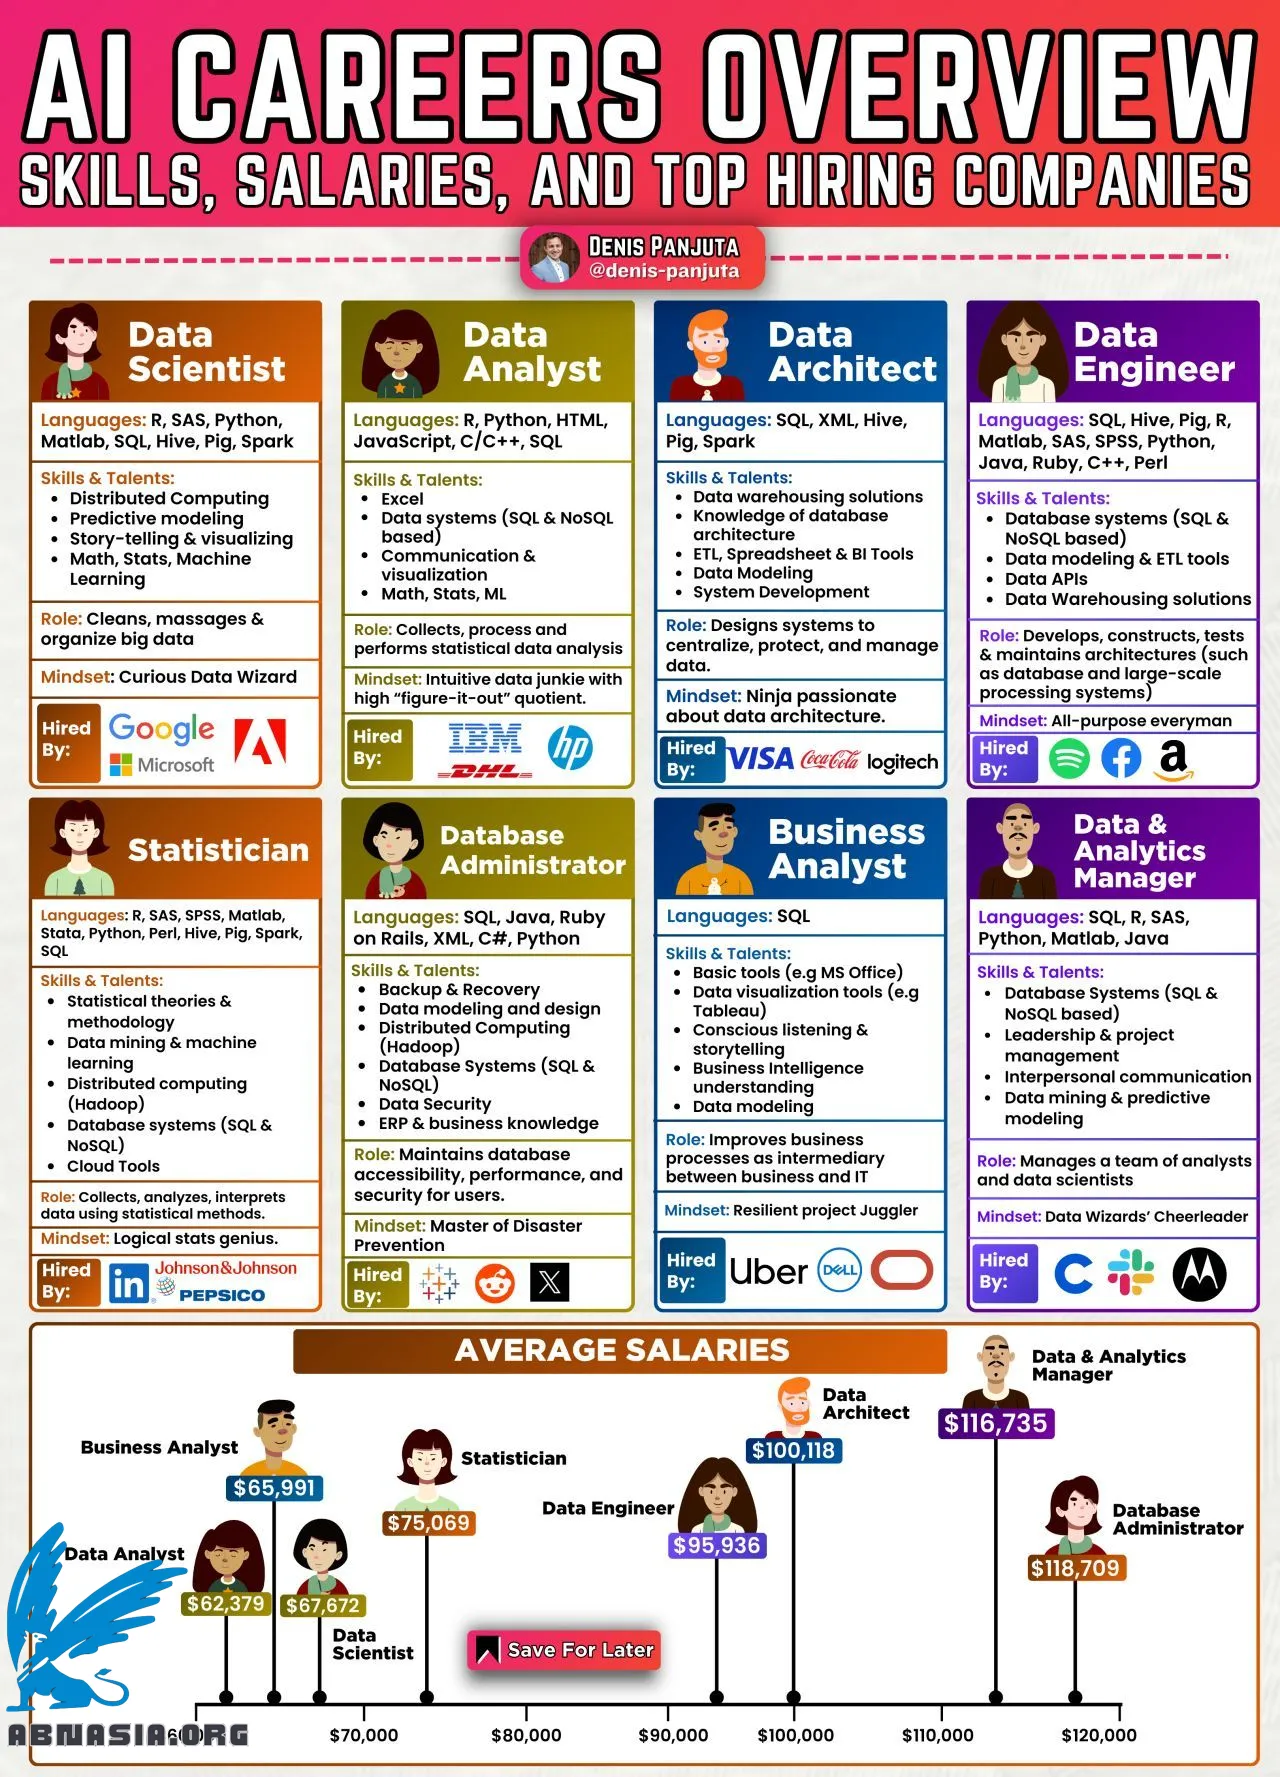 AI CAREERS OVERVIEW
SKILLS, SALARIES, AND TOP HIRING COMPANIES
DENIS PANJUTA
@denis-panjuta
Data
Scientist
Languages: R, SAS, Python,
Matlab, SQL, Hive, Pig, Spark
Skills & Talents:
• Distributed Computing
• Predictive modeling
• Story-telling & visualizing
• Math, Stats, Machine
Learning
Role: Cleans, massages &
organize big data
Mindset: Curious Data Wizard
Hired
By:
Google
Microsoft
Data
Analyst
Languages: R, Python, HTML,
JavaScript, C/C++, SQL
Skills & Talents:
• Excel
• Data systems (SQL & NoSQL
based)
• Communication &
visualization
• Math, Stats, ML
Role: Collects, process and
performs statistical data analysis
Mindset: Intuitive data junkie with
high “figure-it-out” quotient.
Hired
By:
IBM
hp
DHL
Data
Architect
Languages: SQL, XML, Hive,
Pig, Spark
Skills & Talents:
• Data warehousing solutions
• Knowledge of database
architecture
• ETL, Spreadsheet & BI Tools
• Data Modeling
• System Development
Role: Designs systems to
centralize, protect, and manage
data.
Mindset: Ninja passionate
about data architecture.
Hired
By:
VISA Coca-Cola logitech
Data
Engineer
Languages: SQL, Hive, Pig, R,
Matlab, SAS, SPSS, Python,
Java, Ruby, C++, Perl
Skills & Talents:
• Database systems (SQL &
NoSQL based)
• Data modeling & ETL tools
• Data APIs
• Data Warehousing solutions
Role: Develops, constructs, tests
& maintains architectures (such
as database and large-scale
processing systems)
Mindset: All-purpose everyman
Hired
By:
Statistician
Languages: R, SAS, SPSS, Matlab,
Stata, Python, Perl, Hive, Pig, Spark,
SQL
Skills & Talents:
• Statistical theories &
methodology
• Data mining & machine
learning
• Distributed computing
(Hadoop)
• Database systems (SQL &
NoSQL)
• Cloud Tools
Role: Collects, analyzes, interprets
data using statistical methods.
Mindset: Logical stats genius.
Hired
By:
in
Johnson&Johnson
PEPSICO
Database
Administrator
Languages: SQL, Java, Ruby
on Rails, XML, C#, Python
Skills & Talents:
• Backup & Recovery
• Data modeling and design
• Distributed Computing
(Hadoop)
• Database Systems (SQL &
NoSQL)
• Data Security
• ERP & business knowledge
Role: Maintains database
accessibility, performance, and
security for users.
Mindset: Master of Disaster
Prevention
Hired
By:
Business
Analyst
Languages: SQL
Skills & Talents:
• Basic tools (e.g MS Office)
• Data visualization tools (e.g
Tableau)
• Conscious listening &
storytelling
• Business Intelligence
understanding
• Data modeling
Role: Improves business
processes as intermediary
between business and IT
Mindset: Resilient project Juggler
Hired
By:
Uber DELL
Data &
Analytics
Manager
Languages: SQL, R, SAS,
Python, Matlab, Java
Skills & Talents:
• Database Systems (SQL &
NoSQL based)
• Leadership & project
management
• Interpersonal communication
• Data mining & predictive
modeling
Role: Manages a team of analysts
and data scientists
Mindset: Data Wizards’ Cheerleader
Hired
By:
AVERAGE SALARIES
Data & Analytics
Manager
$116,735
Data
Architect
$100,118
Business Analyst
$65,991
Statistician
$75,069
Data Engineer
$95,936
Database
Administrator
$118,709
Data Analyst
$62,379
$67,672
Data
Scientist
Save For Later
$70,000
$80,000
$90,000
$100,000
$110,000
$120,000
ABNASIA.ORG